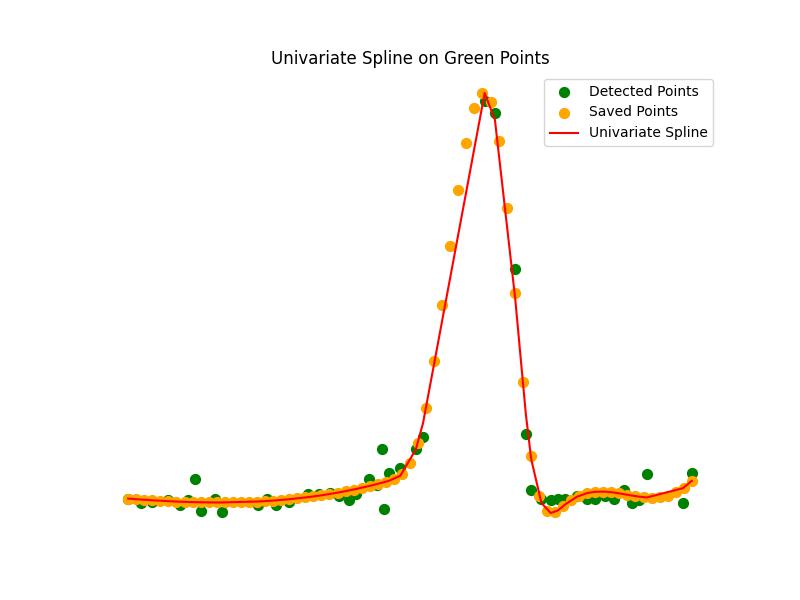 Univariate Spline on Green Points
Detected Points
Saved Points
Univariate Spline